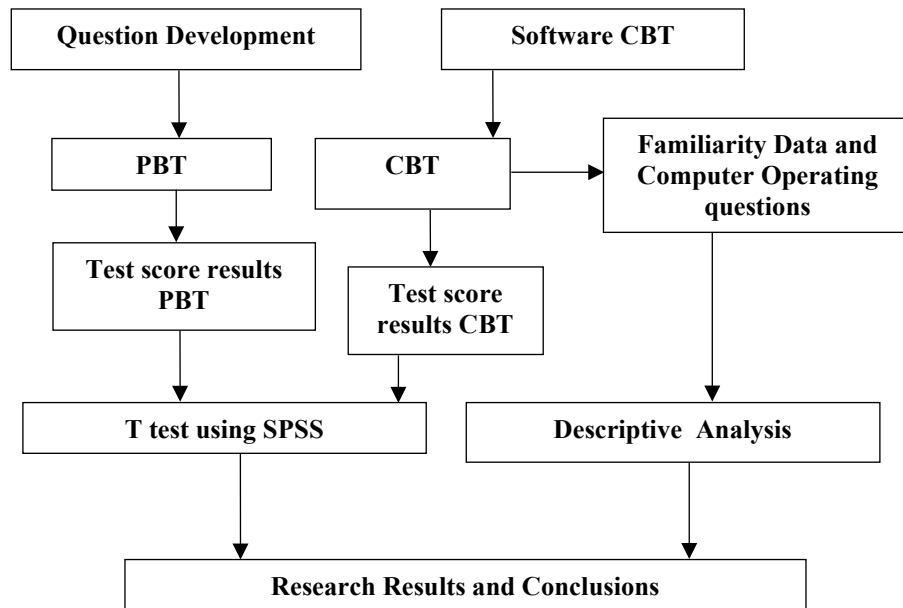 Question Development
Software CBT
PBT
CBT
Familiarity Data and
Computer Operating
questions
Test score results
PBT
Test score
results CBT
T test using SPSS
Descriptive Analysis
Research Results and Conclusions